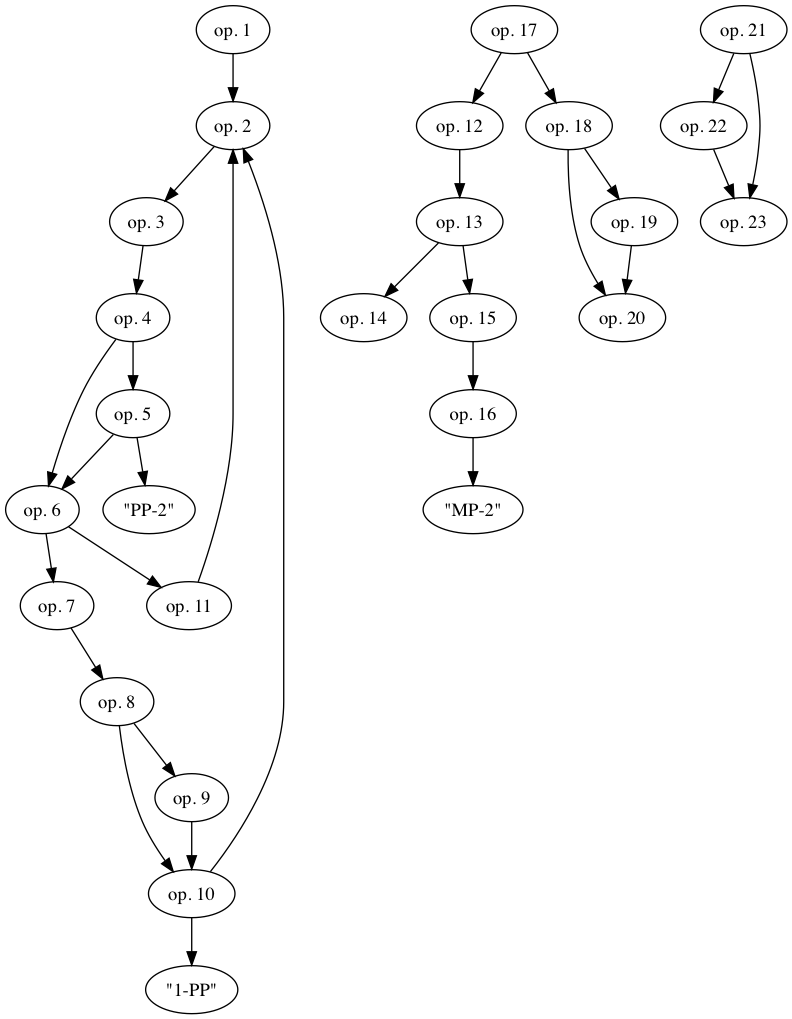 op. 1
op. 17
op. 21
op. 2
op. 12
op. 18
op. 22
op. 3
op. 13
op. 19
op. 23
op. 4
op. 14
op. 15
op. 20
op. 5
op. 16
op. 6
"PP-2"
"MP-2"
op. 7
op. 11
op. 8
op. 9
op. 10
"1-PP"